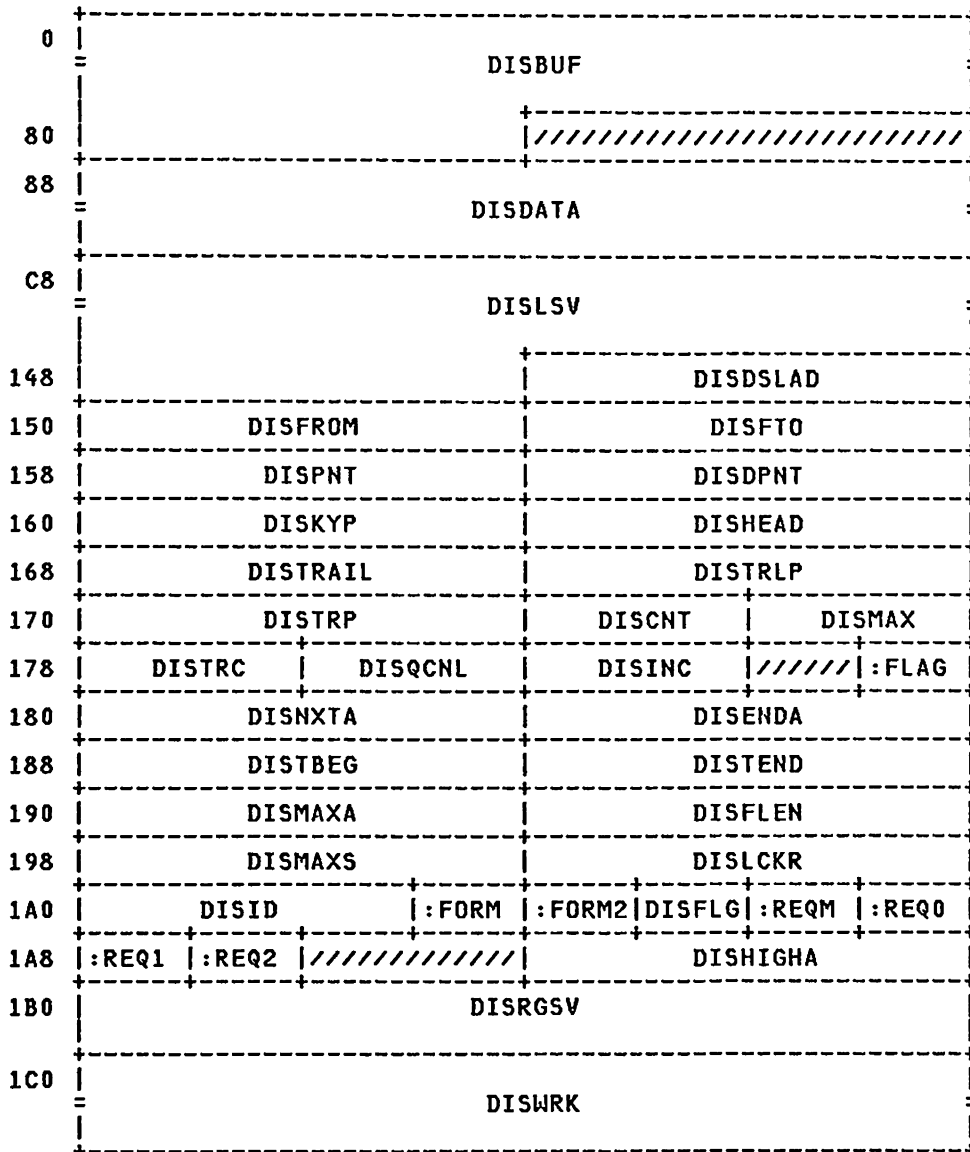 0
DISBUF
80 |//////////////////////////
88
DISDATA
C8
DISLSV
148 DISDSLAD
150 DISFROM DISFTO
158 DISPNT DISDPNT
160 DISKYP DISHEAD
168 DISTRAIL DISTRLP
170 DISTRP DISCNT DISMAX
178 DISTRC DISQCNL DISINC |//////|:FLAG
180 DISNXTA DISENDA
188 DISTBEG DISTEND
190 DISMAXA DISFLEN
198 DISMAXS DISLCKR
1A0 DISID |:FORM |:FORM2|DISFLG|:REQM |:REQ0
1A8 |:REQ1 |:REQ2 |/////////////| DISHIGHA
1B0 DISRGSV
1C0
DISWRK